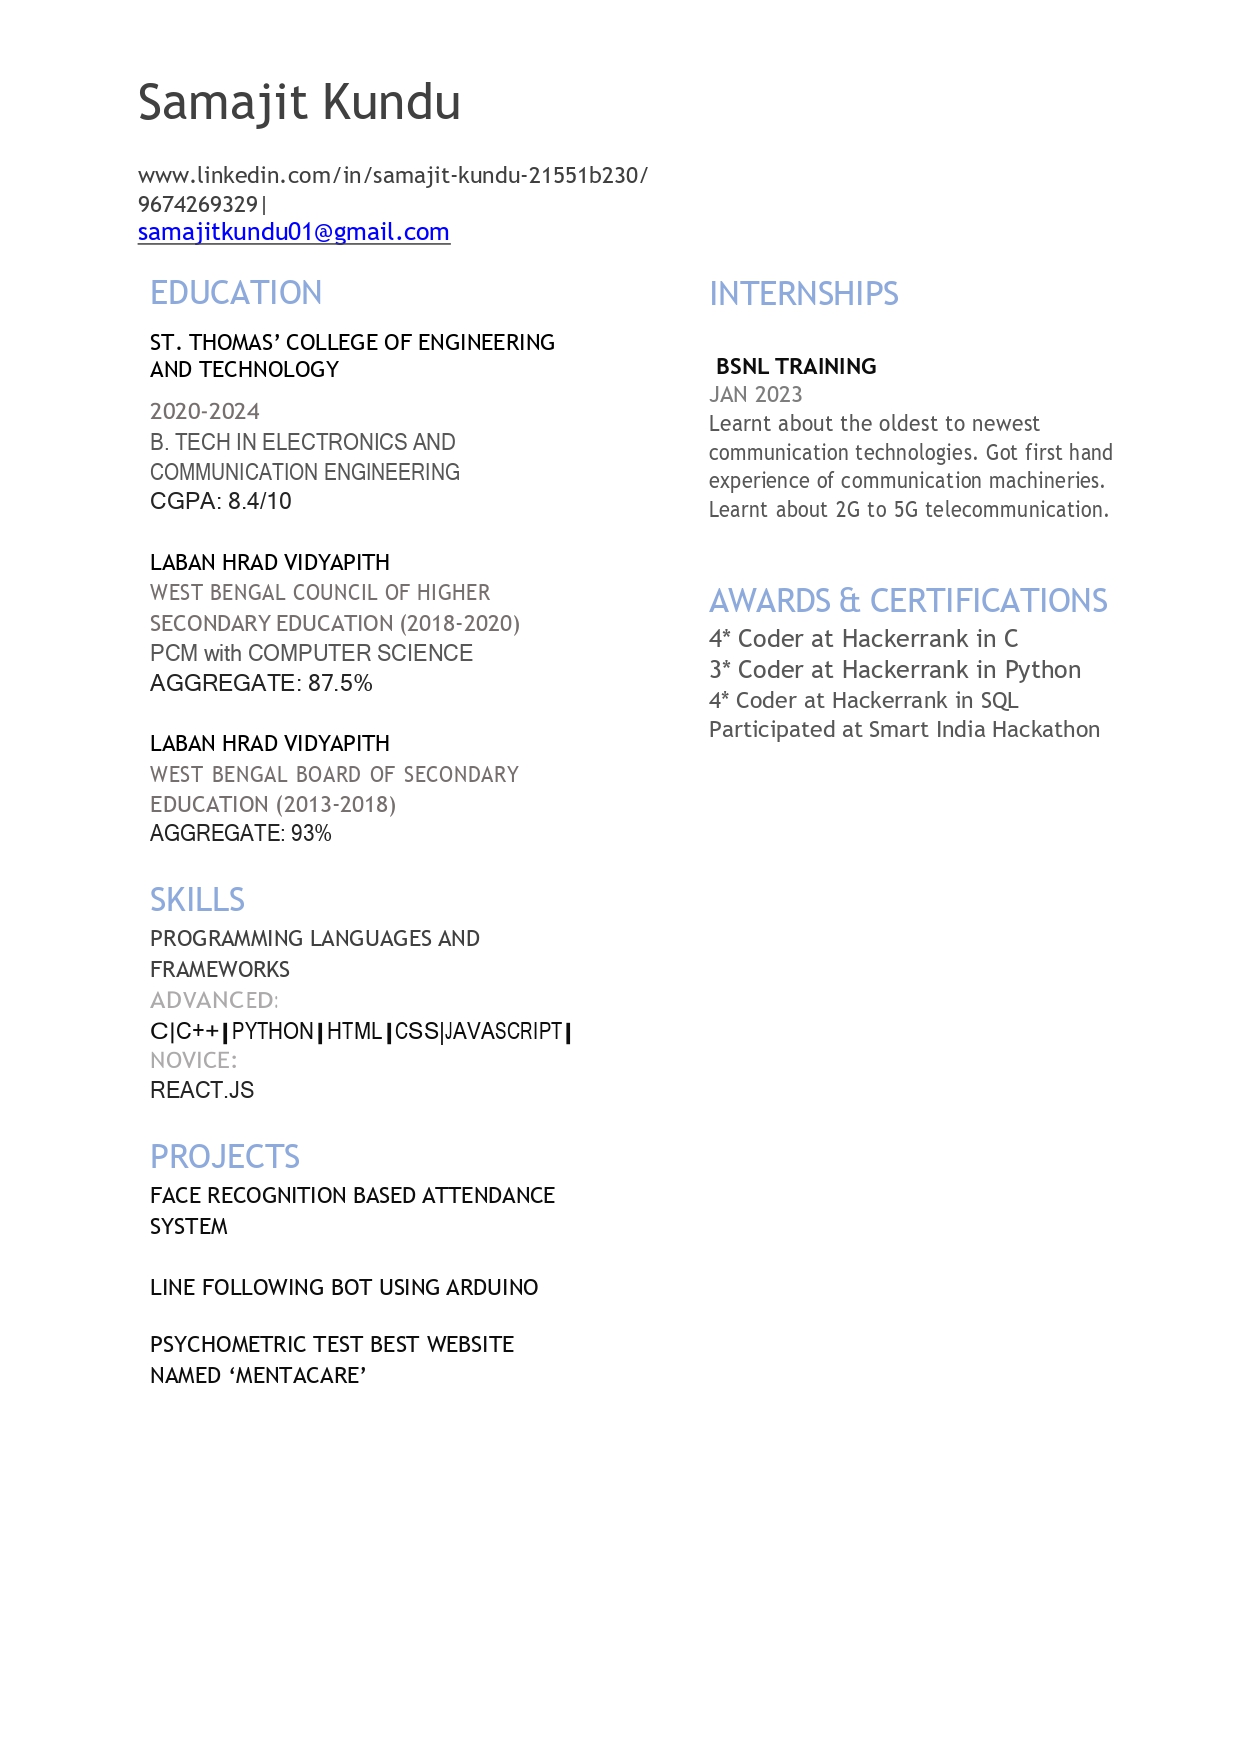 Samajit Kundu
www.linkedin.com/in/samajit-kundu-21551b230/
9674269329|
samajitkundu01@gmail.com
EDUCATION
ST. THOMAS’ COLLEGE OF ENGINEERING
AND TECHNOLOGY
2020-2024
B. TECH IN ELECTRONICS AND
COMMUNICATION ENGINEERING
CGPA: 8.4/10
LABAN HRAD VIDYAPITH
WEST BENGAL COUNCIL OF HIGHER
SECONDARY EDUCATION (2018-2020)
PCM with COMPUTER SCIENCE
AGGREGATE: 87.5%
LABAN HRAD VIDYAPITH
WEST BENGAL BOARD OF SECONDARY
EDUCATION (2013-2018)
AGGREGATE: 93%
SKILLS
PROGRAMMING LANGUAGES AND
FRAMEWORKS
ADVANCED:
C|C++|PYTHON|HTML|CSS|JAVASCRIPT|
NOVICE:
REACT.JS
PROJECTS
FACE RECOGNITION BASED ATTENDANCE
SYSTEM
LINE FOLLOWING BOT USING ARDUINO
PSYCHOMETRIC TEST BEST WEBSITE
NAMED ‘MENTACARE’
INTERNSHIPS
BSNL TRAINING
JAN 2023
Learnt about the oldest to newest
communication technologies. Got first hand
experience of communication machineries.
Learnt about 2G to 5G telecommunication.
AWARDS & CERTIFICATIONS
4* Coder at Hackerrank in C
3* Coder at Hackerrank in Python
4* Coder at Hackerrank in SQL
Participated at Smart India Hackathon